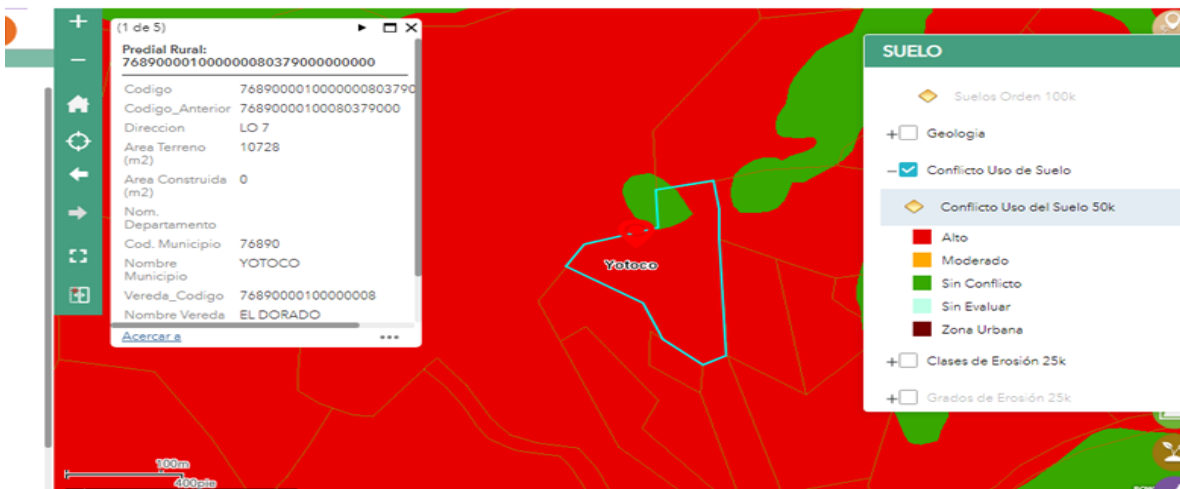 (1 de 5)
Predial Rural:
768900001000000080379000000000
Codigo 7689000010000000803790
Codigo_Anterior 76890000100080379000
Direccion LO 7
Area Terreno 10728
(m2)
Area Construida 0
(m2)
Nom.
Departamento
Cod. Municipio 76890
Nombre YOTOCO
Municipio
Vereda_Codigo 76890000100000008
Nombre Vereda EL DORADO
Acercar a
Yotoco
100m
400pie
SUELO
Suelos Orden 100k
Geologia
Conflicto Uso de Suelo
Conflicto Uso del Suelo 50k
Alto
Moderado
Sin Conflicto
Sin Evaluar
Zona Urbana
Clases de Erosión 25k
Grados de Erosión 25k